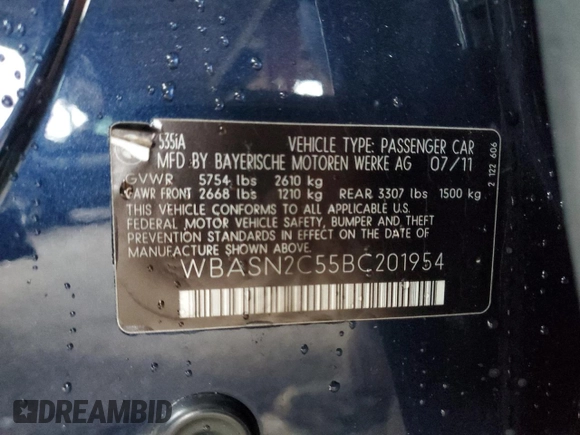 535iA VEHICLE TYPE: PASSENGER CAR
MFD BY BAYERISCHE MOTOREN WERKE AG 07/11
GVWR 5754 lbs 2610 kg
GAWR FRONT 2668 lbs 1210 kg REAR 3307 lbs 1500 kg
THIS VEHICLE CONFORMS TO ALL APPLICABLE U.S.
FEDERAL MOTOR VEHICLE SAFETY, BUMPER, AND THEFT
PREVENTION STANDARDS IN EFFECT ON THE DATE OF
MANUFACTURE SHOWN ABOVE.
WBASN2C55BC201954
2 122 606
DREAMBID